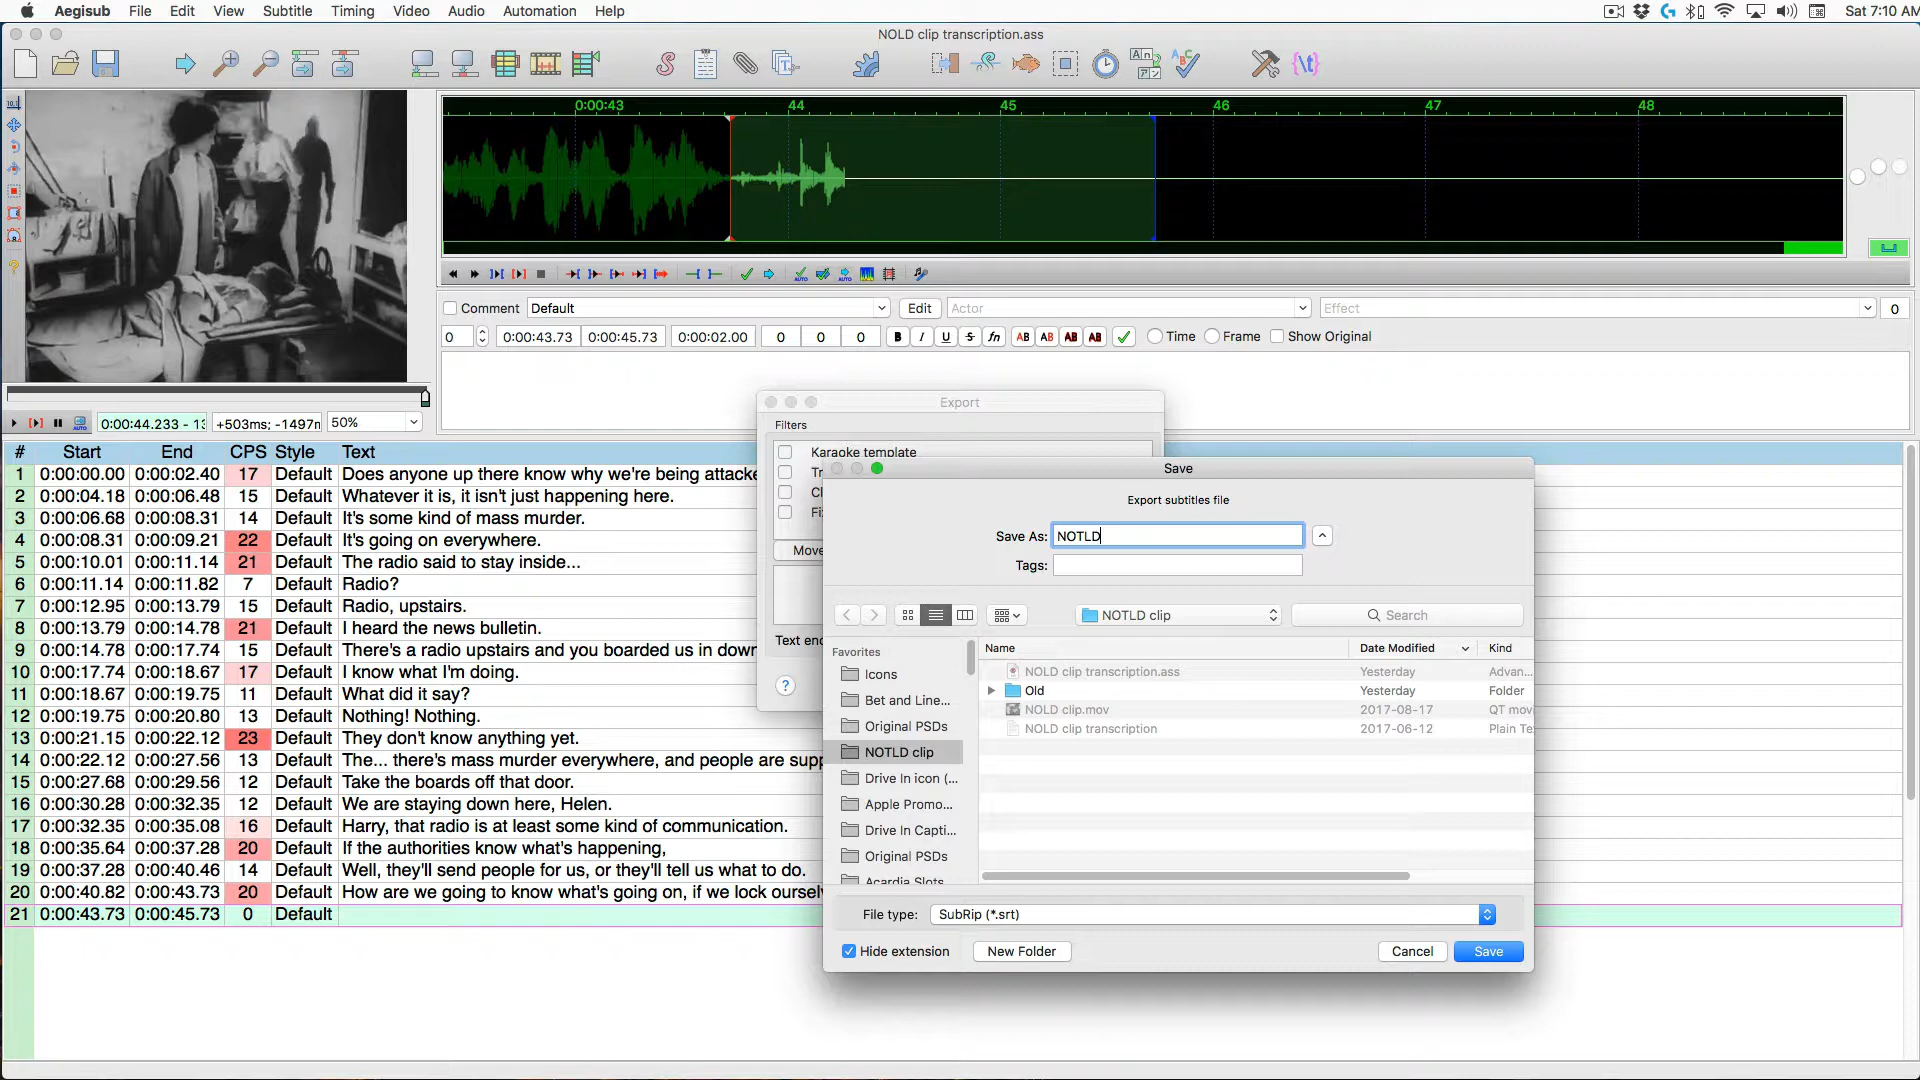 Aegisub File Edit View Subtitle Timing Video Audio Automation Help Sat 7:10 AM
NOLD clip transcription.ass
0:00:43 44 45 46 47 48
Comment Default Edit Actor Effect 0
0 0:00:43.73 0:00:45.73 0:00:02.00 0 0 0 B I U S fn AB AB AB AB Time Frame Show Original
0:00:44.233 - 13 +503ms; -1497m 50%
# Start End CPS Style Text
1 0:00:00.00 0:00:02.40 17 Default Does anyone up there know why we're being attacke
2 0:00:04.18 0:00:06.48 15 Default Whatever it is, it isn't just happening here.
3 0:00:06.68 0:00:08.31 14 Default It's some kind of mass murder.
4 0:00:08.31 0:00:09.21 22 Default It's going on everywhere.
5 0:00:10.01 0:00:11.14 21 Default The radio said to stay inside...
6 0:00:11.14 0:00:11.82 7 Default Radio?
7 0:00:12.95 0:00:13.79 15 Default Radio, upstairs.
8 0:00:13.79 0:00:14.78 21 Default I heard the news bulletin.
9 0:00:14.78 0:00:17.74 15 Default There's a radio upstairs and you boarded us in down
10 0:00:17.74 0:00:18.67 17 Default I know what I'm doing.
11 0:00:18.67 0:00:19.75 11 Default What did it say?
12 0:00:19.75 0:00:20.80 13 Default Nothing! Nothing.
13 0:00:21.15 0:00:22.12 23 Default They don't know anything yet.
14 0:00:22.12 0:00:27.56 13 Default The... there's mass murder everywhere, and people are supp
15 0:00:27.68 0:00:29.56 12 Default Take the boards off that door.
16 0:00:30.28 0:00:32.35 12 Default We are staying down here, Helen.
17 0:00:32.35 0:00:35.08 16 Default Harry, that radio is at least some kind of communication.
18 0:00:35.64 0:00:37.28 20 Default If the authorities know what's happening,
19 0:00:37.28 0:00:40.46 14 Default Well, they'll send people for us, or they'll tell us what to do.
20 0:00:40.82 0:00:43.73 20 Default How are we going to know what's going on, if we lock ourselv
21 0:00:43.73 0:00:45.73 0 Default
Export
Filters
Karaoke template
Tr
Cl
Fi
Move
Text enc
?
Save
Export subtitles file
Save As: NOTLD
Tags:
NOTLD clip Search
Favorites
Icons
Bet and Line...
Original PSDs
NOTLD clip
Drive In icon (...
Apple Promo...
Drive In Capti...
Original PSDs
Acardia Slots
Name Date Modified Kind
NOLD clip transcription.ass Yesterday Advan...
Old Yesterday Folder
NOLD clip.mov 2017-08-17 QT movi
NOLD clip transcription 2017-06-12 Plain Te
File type: SubRip (*.srt)
Hide extension New Folder Cancel Save